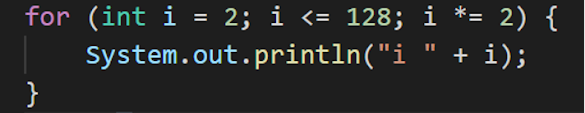 for (int i = 2; i <= 128; i *= 2) {
    System.out.println("i " + i);
}